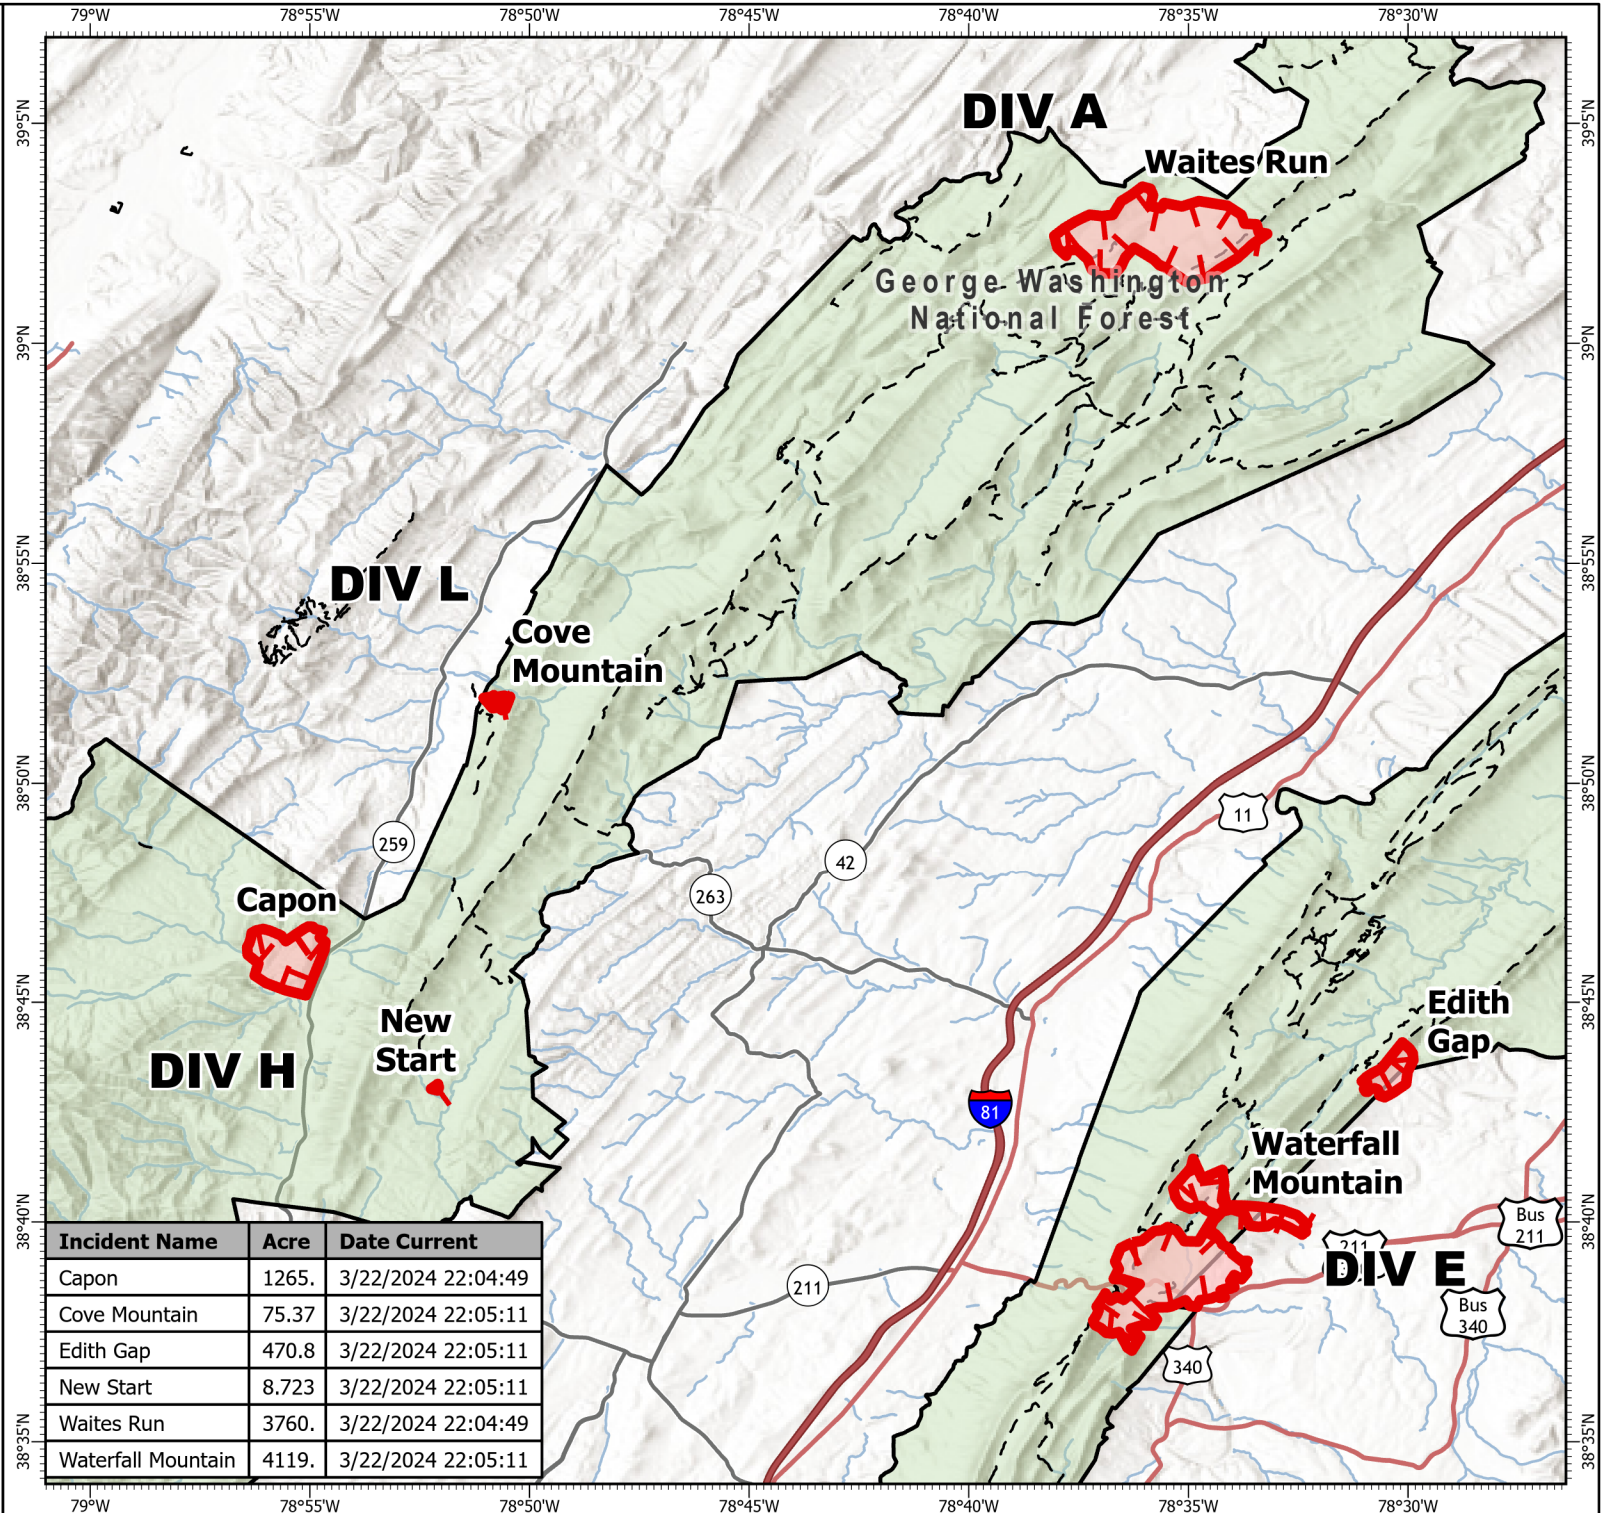 79°W 78°55'W 78°50'W 78°45'W 78°40'W 78°35'W 78°30'W
39°5'N
39°5'N
DIV A
Waites Run
George Washington
National Forest
39°N
39°N
38°55'N
38°55'N
DIV L
Cove
Mountain
38°50'N
38°50'N
11
259
42
263
Capon
38°45'N
38°45'N
New
Start
Edith
Gap
DIV H
81
Waterfall
Mountain
38°40'N
38°40'N
Bus
211
211
DIV E
211
Bus
340
340
Incident Name Acre Date Current
Capon 1265. 3/22/2024 22:04:49
Cove Mountain 75.37 3/22/2024 22:05:11
Edith Gap 470.8 3/22/2024 22:05:11
New Start 8.723 3/22/2024 22:05:11
Waites Run 3760. 3/22/2024 22:04:49
Waterfall Mountain 4119. 3/22/2024 22:05:11
38°35'N
38°35'N
79°W 78°55'W 78°50'W 78°45'W 78°40'W 78°35'W 78°30'W